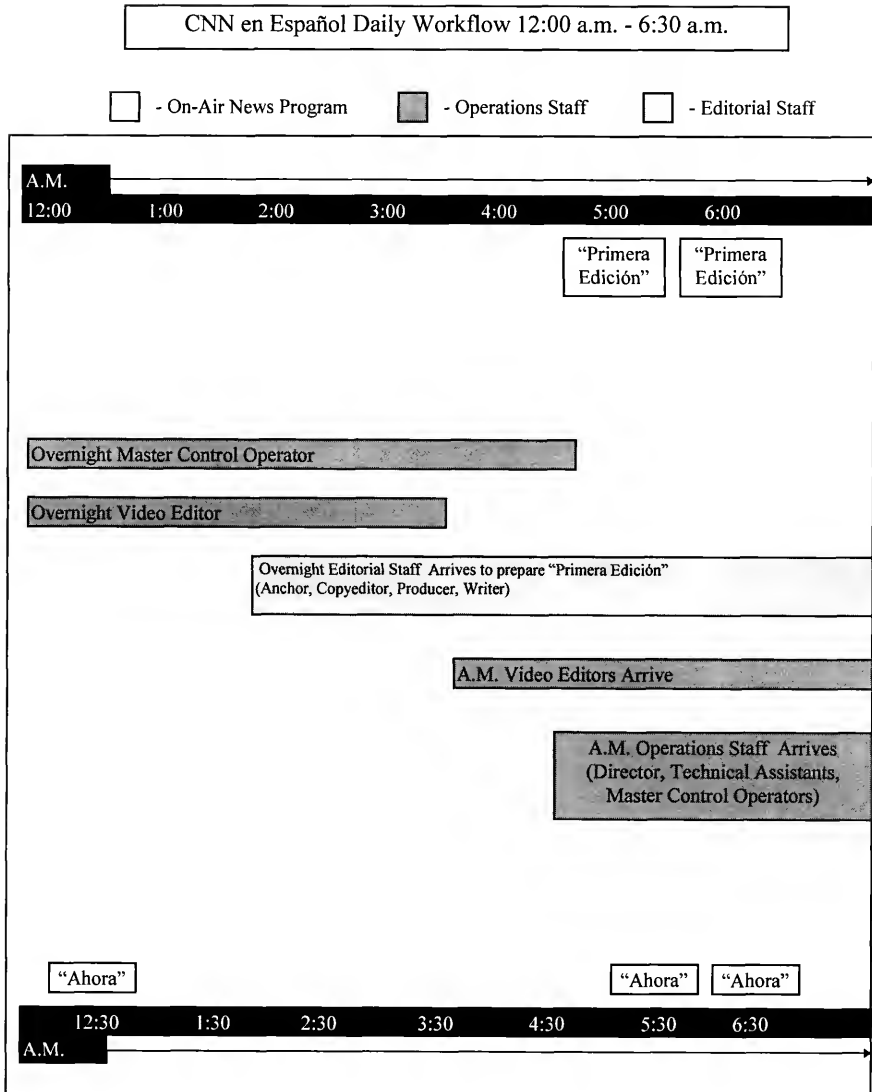 CNN en Español Daily Workflow 12:00 a.m. - 6:30 a.m.
- On-Air News Program - Operations Staff - Editorial Staff
A.M.
12:00 1:00 2:00 3:00 4:00 5:00 6:00
“Primera Edición” “Primera Edición”
Overnight Master Control Operator
Overnight Video Editor
Overnight Editorial Staff Arrives to prepare “Primera Edición”
(Anchor, Copyeditor, Producer, Writer)
A.M. Video Editors Arrive
A.M. Operations Staff Arrives
(Director, Technical Assistants,
Master Control Operators)
“Ahora” “Ahora” “Ahora”
12:30 1:30 2:30 3:30 4:30 5:30 6:30
A.M.